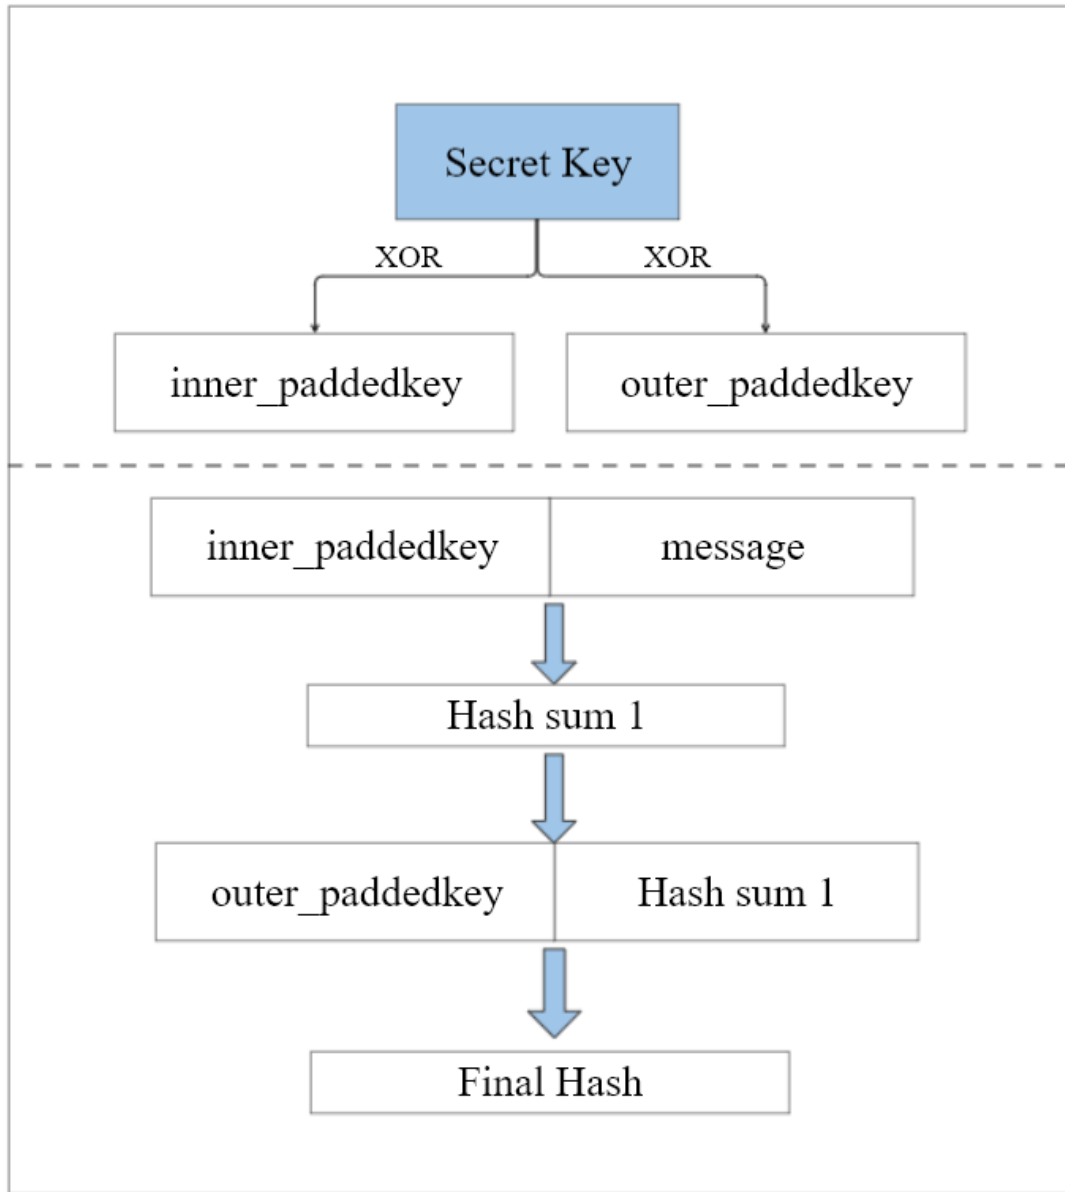 Secret Key
XOR XOR
inner_paddedkey outer_paddedkey
inner_paddedkey message
Hash sum 1
outer_paddedkey Hash sum 1
Final Hash